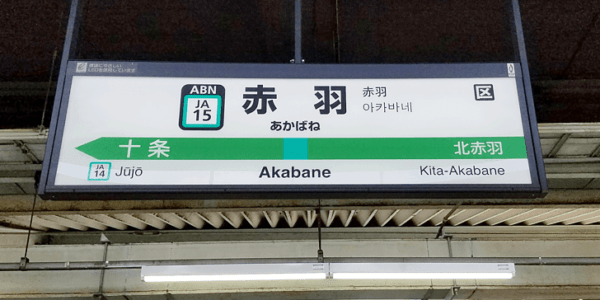 ABN
JA
15
赤羽
あかばね
赤羽
아카바네
区
十条
北赤羽
JA
14
Jūjō
Akabane
Kita-Akabane